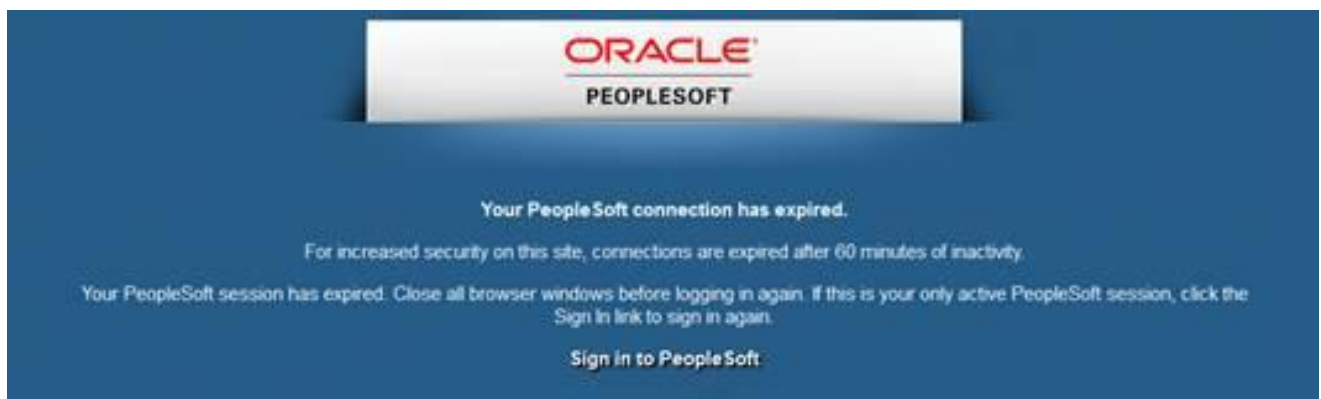 ORACLE®
PEOPLESOFT
Your PeopleSoft connection has expired.
For increased security on this site, connections are expired after 60 minutes of inactivity.
Your PeopleSoft session has expired. Close all browser windows before logging in again. If this is your only active PeopleSoft session, click the
Sign In link to sign in again.
Sign in to PeopleSoft